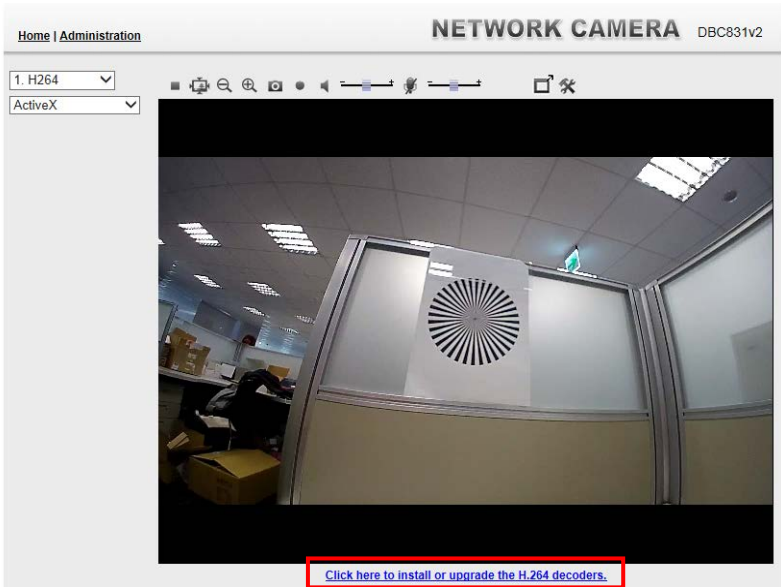 Home | Administration
NETWORK CAMERA DBC831v2
1. H264
ActiveX
Click here to install or upgrade the H.264 decoders.